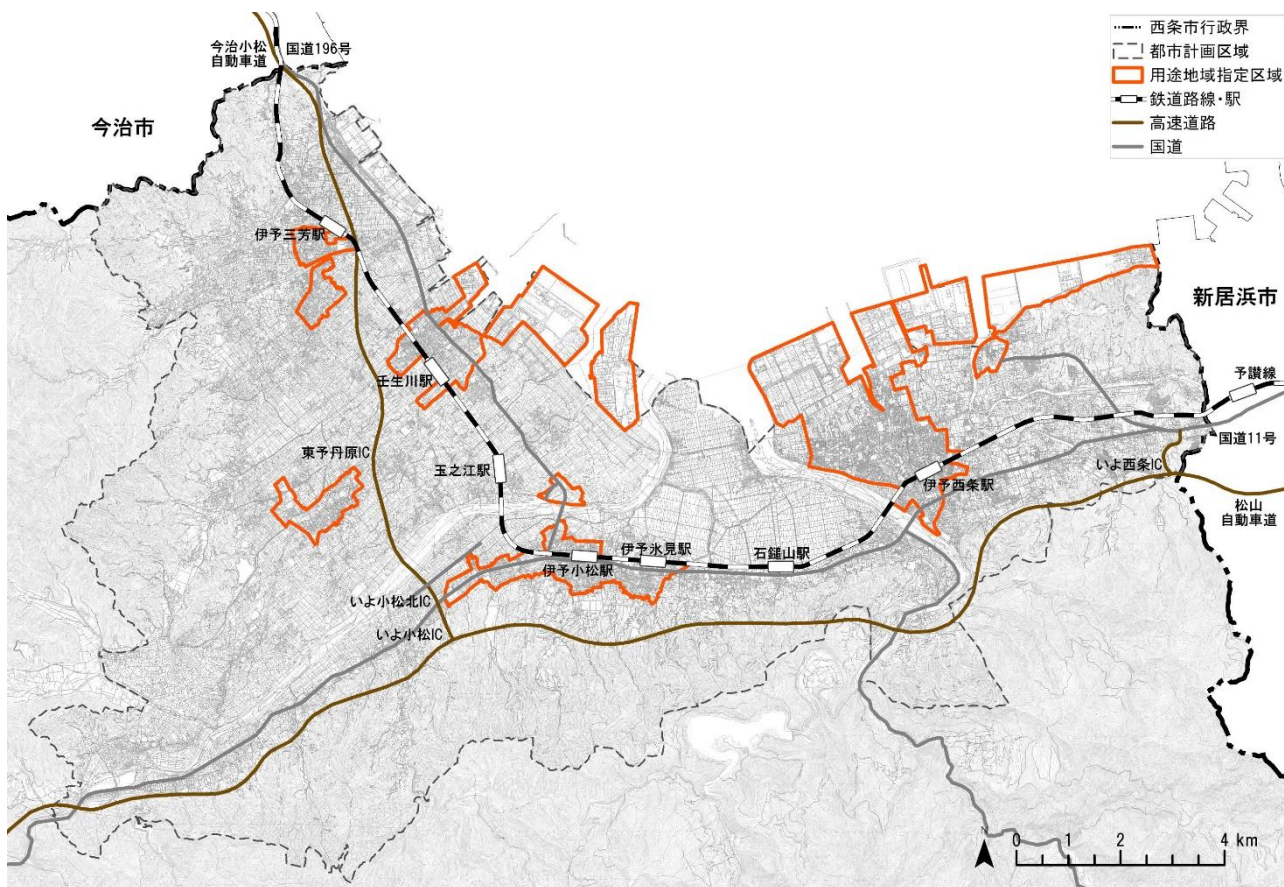 西条市行政界
都市計画区域
用途地域指定区域
鉄道路線・駅
高速道路
国道
今治小松
自動車道
国道196号
今治市
伊予三芳駅
壬生川駅
新居浜市
予讃線
国道11号
東予丹原IC
玉之江駅
いよ西条IC
伊予西条駅
松山
自動車道
伊予氷見駅
石鎚山駅
伊予小松駅
いよ小松北IC
いよ小松IC
0 1 2 4 km